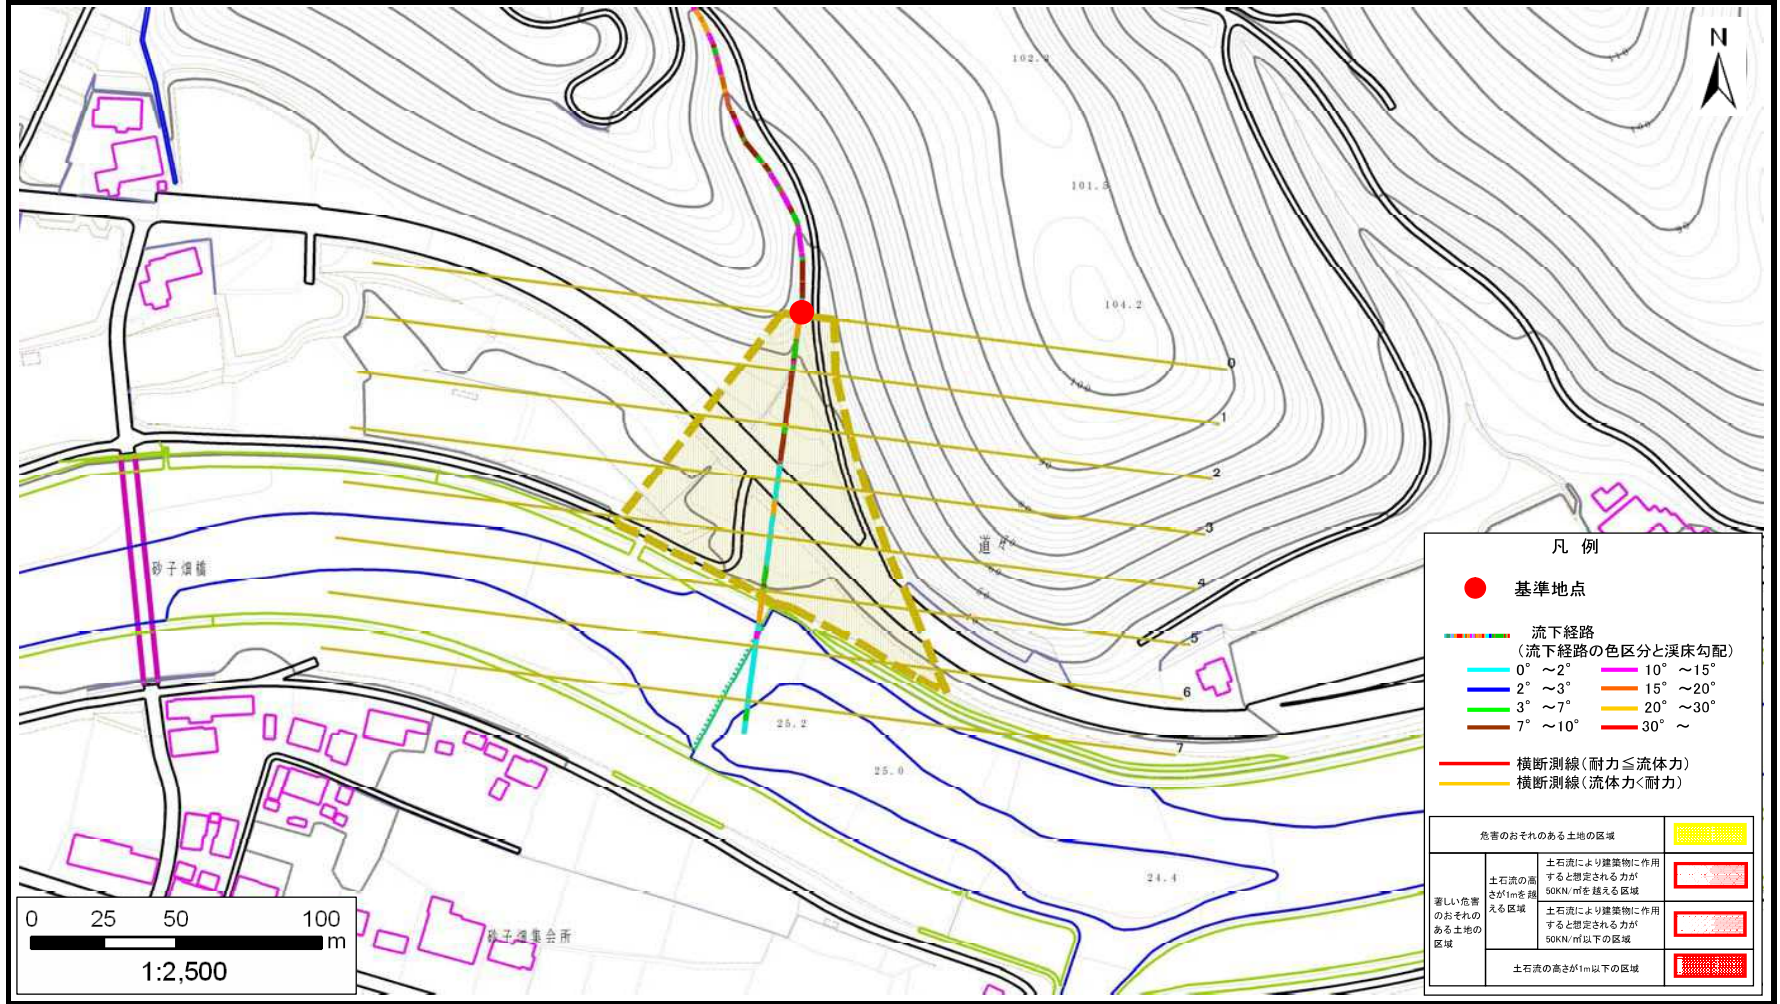 N
102.2
110
100
90
101.5
104.2
100
90
0
1
2
3
4
5
6
7
道
砂子畑橋
25.2
25.0
24.4
砂子畑集会所
0 25 50 100
m
1:2,500
凡 例
基準地点
流下経路
(流下経路の色区分と渓床勾配)
0° ～2° 10° ～15°
2° ～3° 15° ～20°
3° ～7° 20° ～30°
7° ～10° 30° ～
横断測線(耐力≦流体力)
横断測線(流体力<耐力)
危害のおそれのある土地の区域
著しい危害
のおそれの
ある土地の
区域
土石流の高
さが1mを越
える区域
土石流により建築物に作用
すると想定される力が
50KN/㎡を越える区域
土石流により建築物に作用
すると想定される力が
50KN/㎡以下の区域
土石流の高さが1m以下の区域